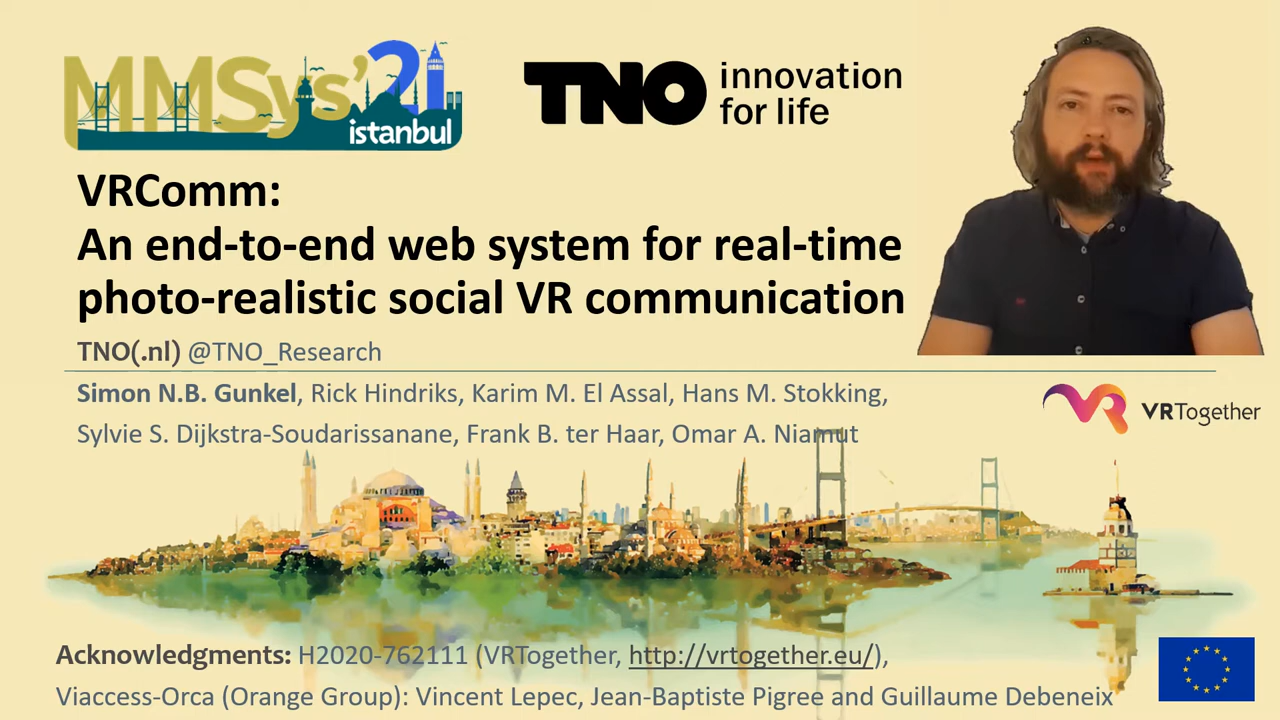 MMSys'21
istanbul
TNO innovation
for life
VRComm:
An end-to-end web system for real-time
photo-realistic social VR communication
TNO(.nl) @TNO_Research
Simon N.B. Gunkel, Rick Hindriks, Karim M. El Assal, Hans M. Stokking,
Sylvie S. Dijkstra-Soudarissanane, Frank B. ter Haar, Omar A. Niamut
VRTogether
Acknowledgments: H2020-762111 (VRTogether, http://vrtogether.eu/),
Viaccess-Orca (Orange Group): Vincent Lepec, Jean-Baptiste Pigree and Guillaume Debeneix